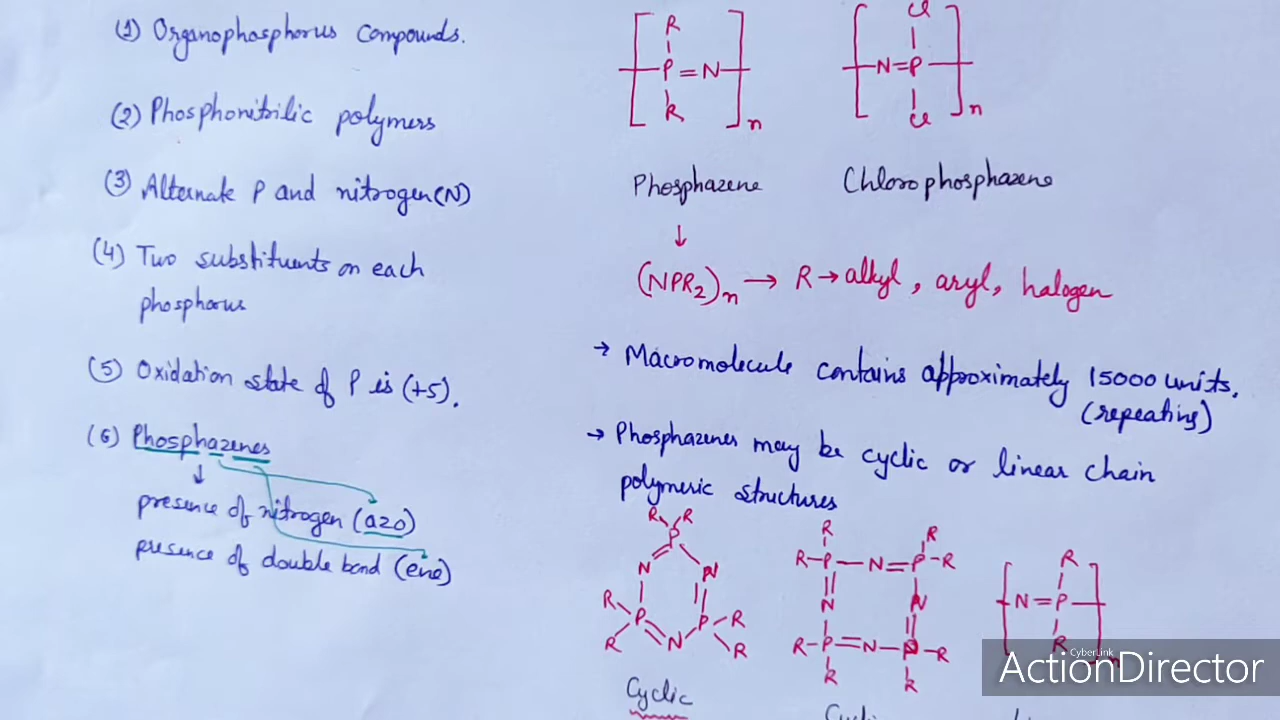 (1) Organophosphorus compounds.
(2) Phosphonitrilic polymers
(3) Alternate P and nitrogen(N)
(4) Two substituents on each
phosphorus
(5) Oxidation state of P is (+5).
(6) Phosphazenes
↓
presence of nitrogen (azo)
presence of double bond (ene)
R
P=N
R
n
Cl
N=P
Cl
n
Phosphazene
Chlorophosphazene
↓
(NPR₂)n → R → alkyl, aryl, halogen
→ Macromolecule contains approximately 15000 units.
(repeating)
→ Phosphazenes may be cyclic or linear chain
polymeric structures
R R
P
N N
R P P R
R N R
Cyclic
R R
R-P-N=P-R
N N
R-P=N-P-R
R R
R
N=P
R
n
CyberLink
ActionDirector